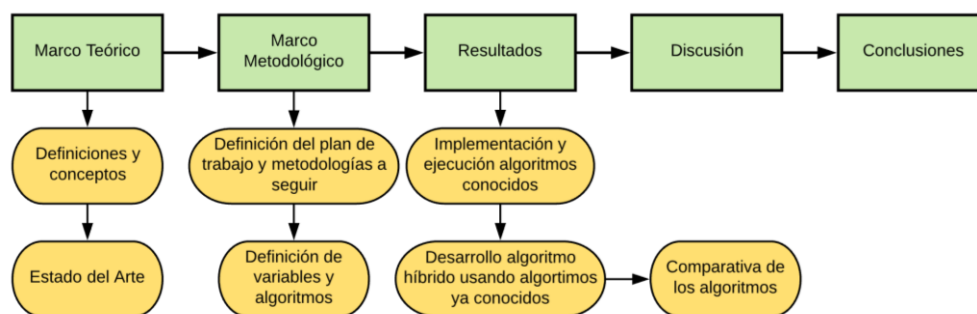 Marco Teórico
Marco
Metodológico
Resultados
Discusión
Conclusiones
Definiciones y
conceptos
Definición del plan de
trabajo y metodologías a
seguir
Implementación y
ejecución algoritmos
conocidos
Estado del Arte
Definición de
variables y
algoritmos
Desarrollo algoritmo
híbrido usando algortimos
ya conocidos
Comparativa de
los algoritmos